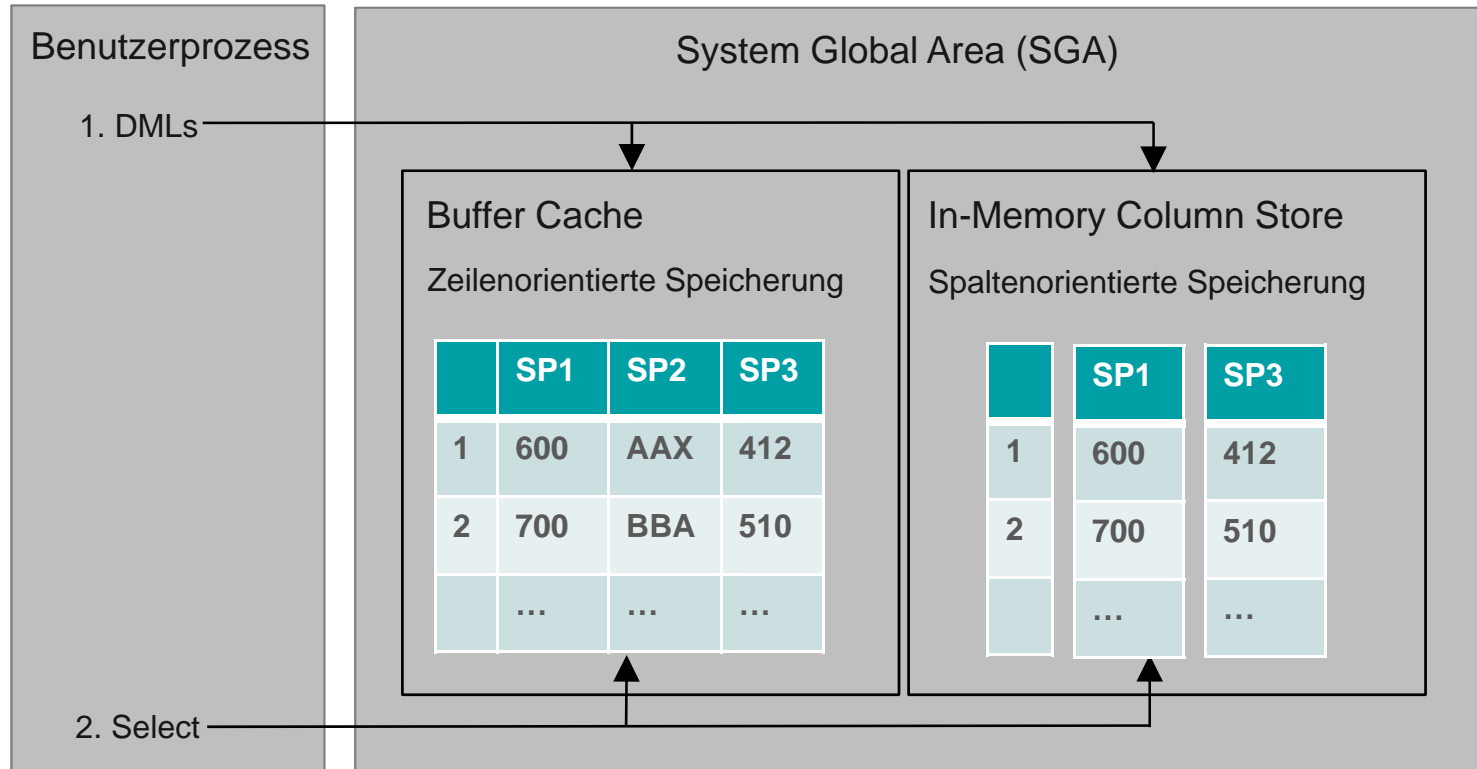 Benutzerprozess
System Global Area (SGA)
1. DMLs
Buffer Cache
Zeilenorientierte Speicherung
SP1 SP2 SP3
1 600 AAX 412
2 700 BBA 510
… … …
In-Memory Column Store
Spaltenorientierte Speicherung
SP1 SP3
1 600 412
2 700 510
… …
2. Select